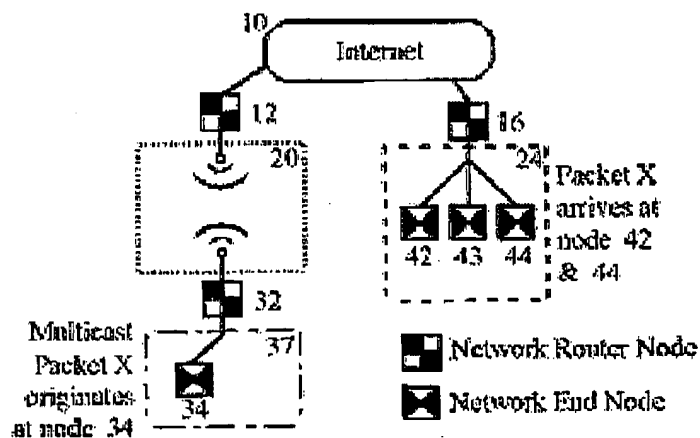 10
Internet
12
16
20
24
Packet X
arrives at
node 42
& 44
42 43 44
32
Multicast
Packet X
originates
at node 34
37
34
Network Router Node
Network End Node